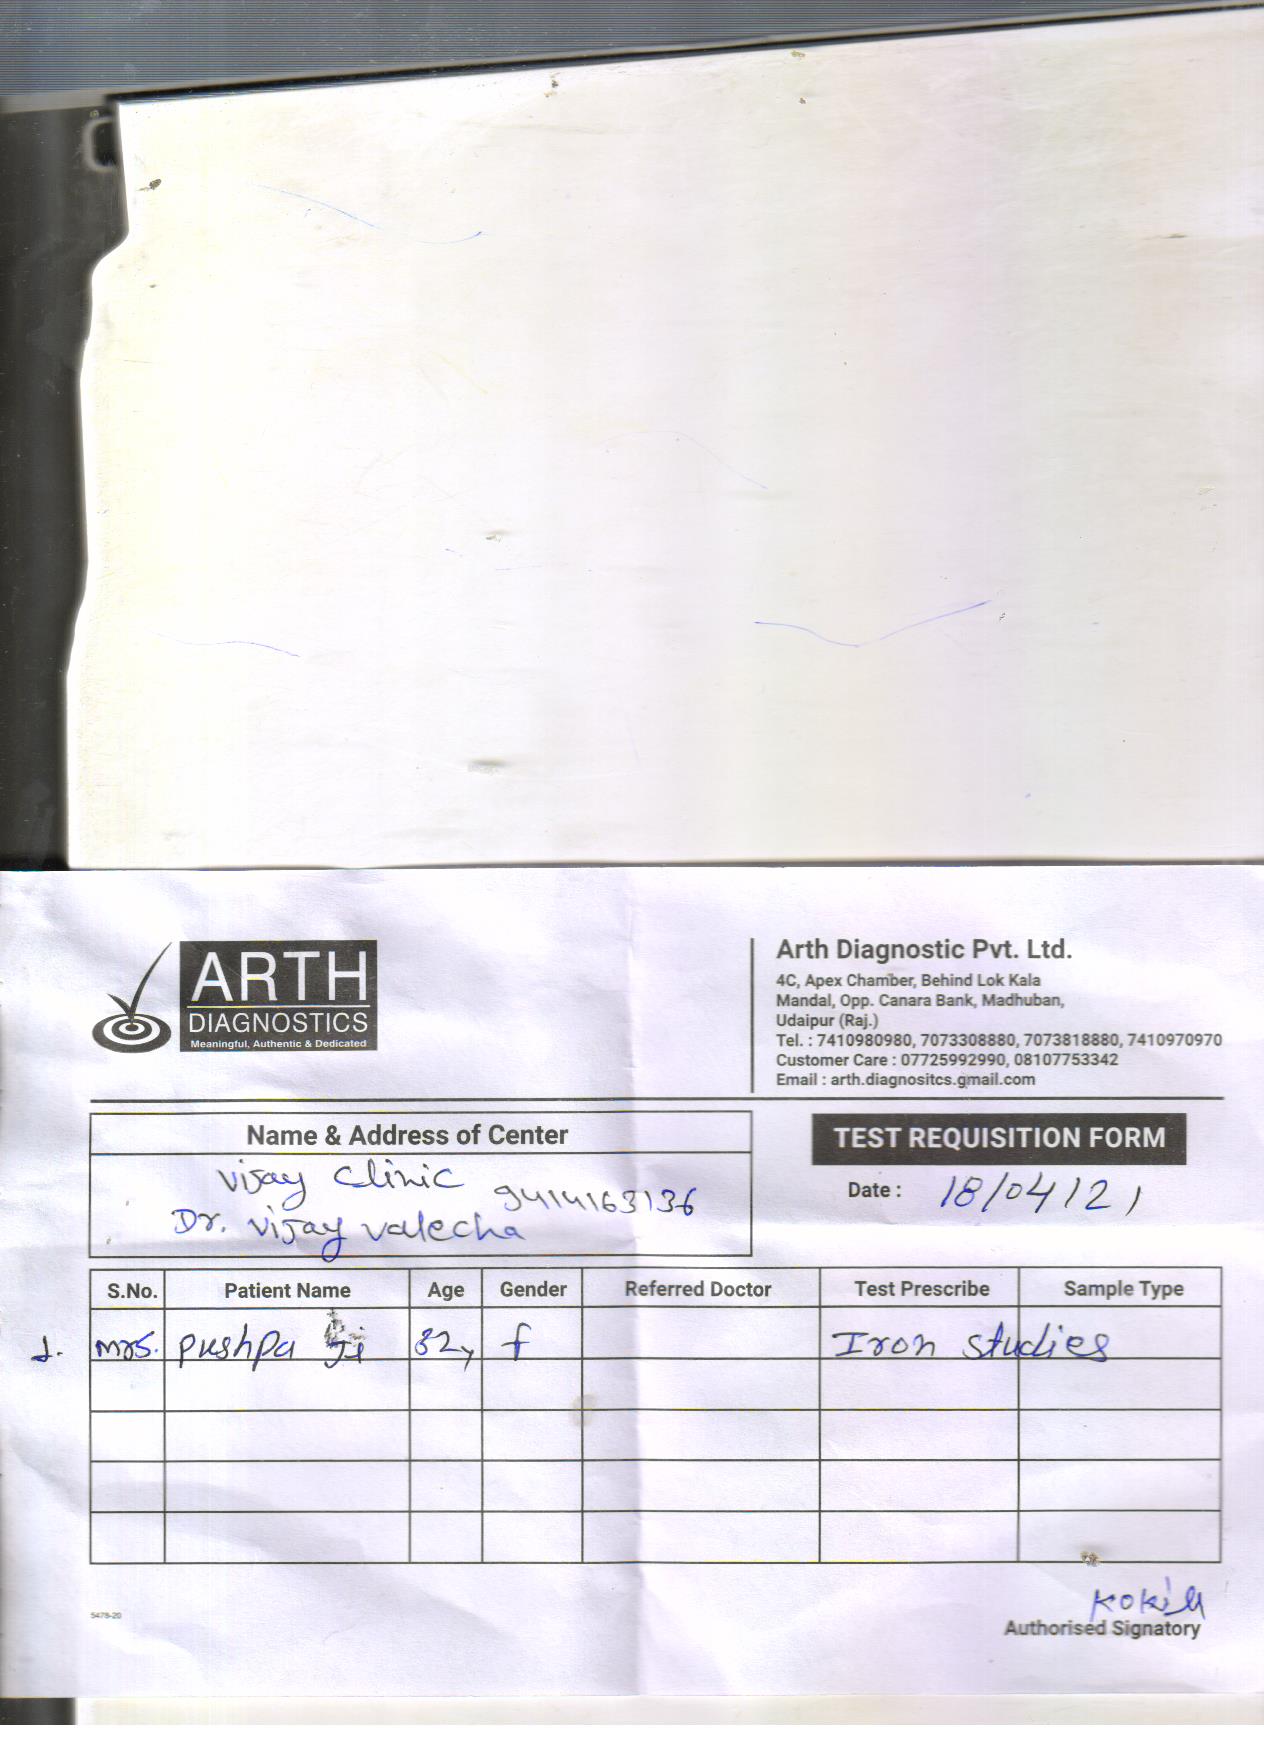 ARTH
DIAGNOSTICS
Meaningful, Authentic & Dedicated
Arth Diagnostic Pvt. Ltd.
4C, Apex Chamber, Behind Lok Kala
Mandal, Opp. Canara Bank, Madhuban,
Udaipur (Raj.)
Tel. : 7410980980, 7073308880, 7073818880, 7410970970
Customer Care : 07725992990, 08107753342
Email : arth.diagnositcs.gmail.com
Name & Address of Center
Vijay Clinic 9414163136
Dr. Vijay Valecha
TEST REQUISITION FORM
Date : 18/04/21
S.No. Patient Name Age Gender Referred Doctor Test Prescribe Sample Type
1. Mrs. Pushpa Ji 32y f Iron Studies
5478-20
Authorised Signatory